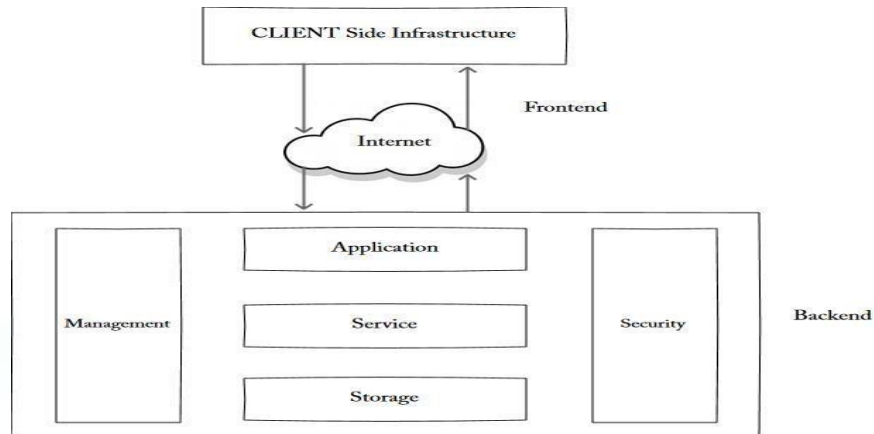 CLIENT Side Infrastructure
Frontend
Internet
Application
Management
Service
Security
Backend
Storage